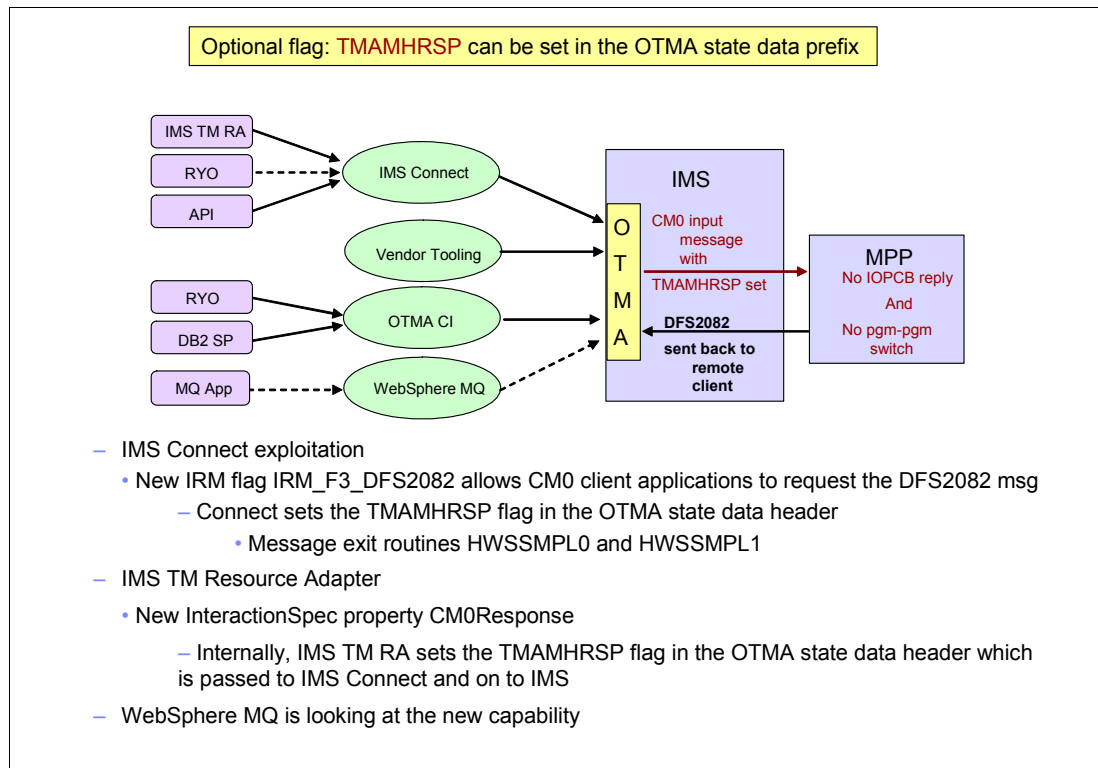 Optional flag: TMAMHRSP can be set in the OTMA state data prefix
IMS TM RA
RYO
API
IMS Connect
Vendor Tooling
RYO
DB2 SP
OTMA CI
MQ App
WebSphere MQ
IMS
O
T
M
A
CM0 input
message
with
TMAMHRSP set
DFS2082
sent back to
remote
client
MPP
No IOPCB reply
And
No pgm-pgm
switch
– IMS Connect exploitation
• New IRM flag IRM_F3_DFS2082 allows CM0 client applications to request the DFS2082 msg
– Connect sets the TMAMHRSP flag in the OTMA state data header
• Message exit routines HWSSMPL0 and HWSSMPL1
– IMS TM Resource Adapter
• New InteractionSpec property CM0Response
– Internally, IMS TM RA sets the TMAMHRSP flag in the OTMA state data header which
is passed to IMS Connect and on to IMS
– WebSphere MQ is looking at the new capability